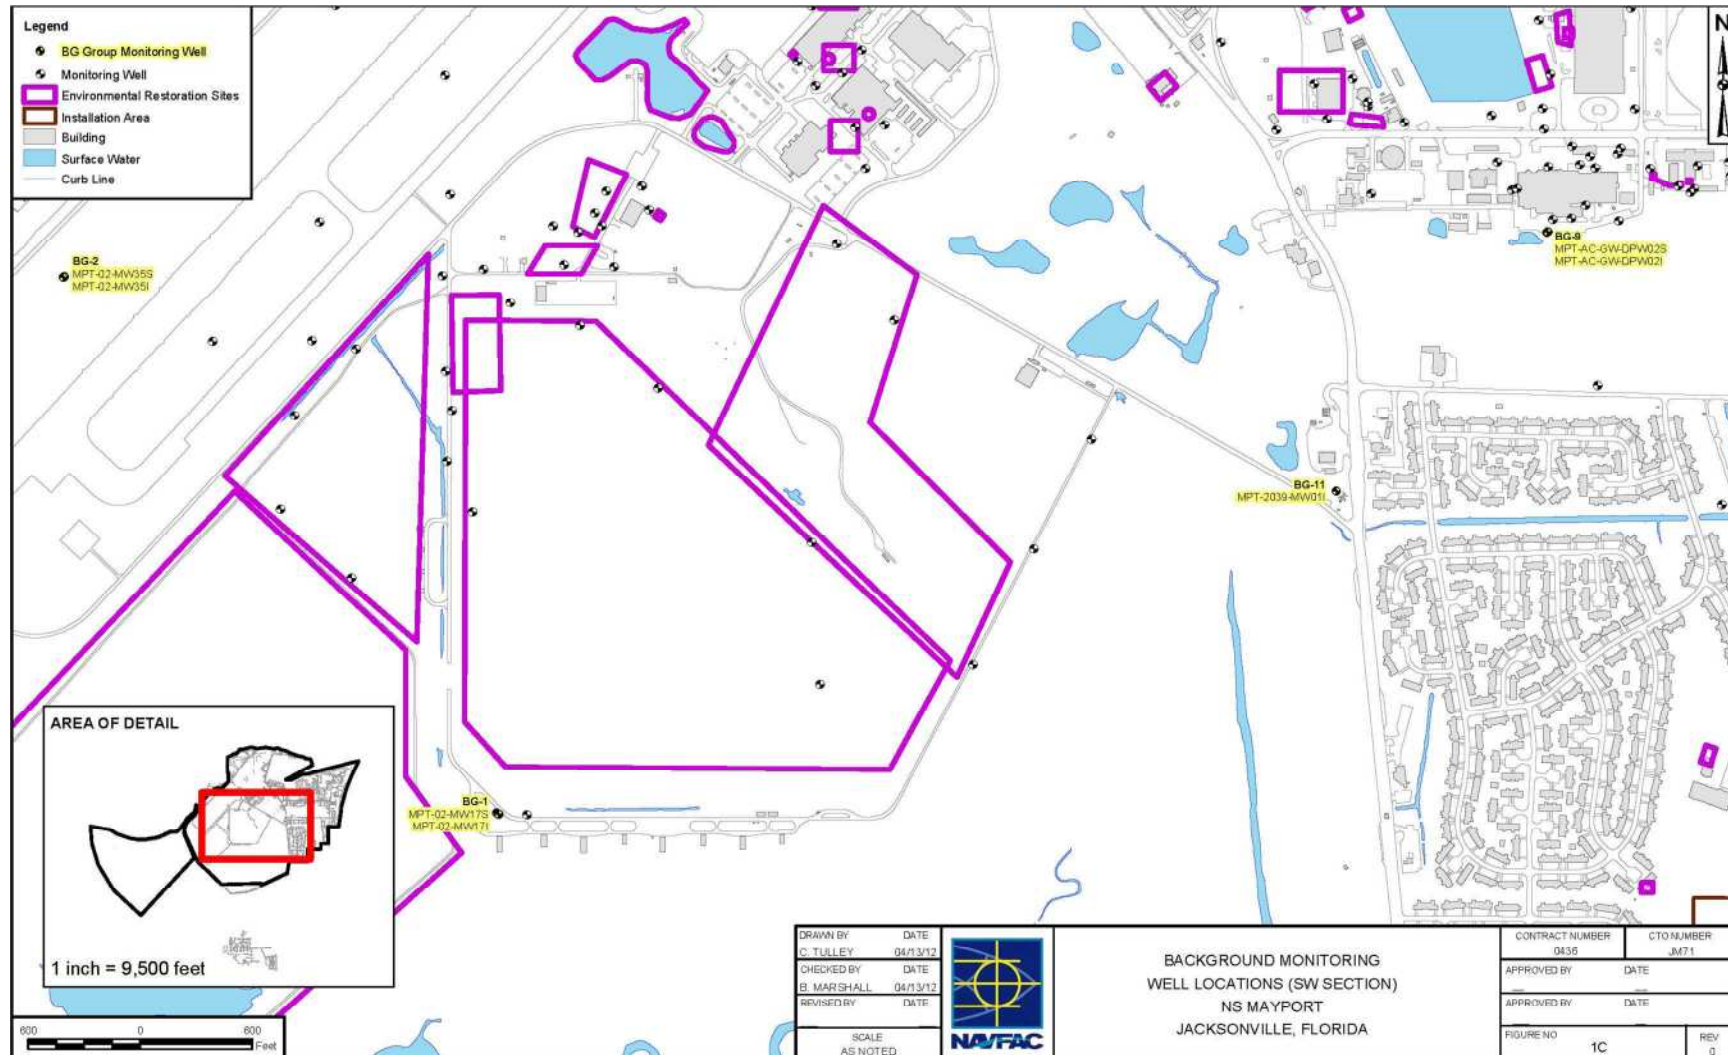 Legend
BG Group Monitoring Well
Monitoring Well
Environmental Restoration Sites
Installation Area
Building
Surface Water
Curb Line
N
BG-2
MPT-02-MW35S
MPT-02-MW35I
BG-9
MPT-AC-GW-DPW02S
MPT-AC-GW-DPW02I
BG-11
MPT-2039-MW01I
BG-1
MPT-02-MW17S
MPT-02-MW17I
AREA OF DETAIL
1 inch = 9,500 feet
600 0 600
Feet
DRAWN BY DATE
C. TULLEY 04/13/12
CHECKED BY DATE
B. MARSHALL 04/13/12
REVISED BY DATE
SCALE
AS NOTED
NAVFAC
BACKGROUND MONITORING
WELL LOCATIONS (SW SECTION)
NS MAYPORT
JACKSONVILLE, FLORIDA
CONTRACT NUMBER CTO NUMBER
0436 JM71
APPROVED BY DATE
APPROVED BY DATE
FIGURE NO REV
1C 0